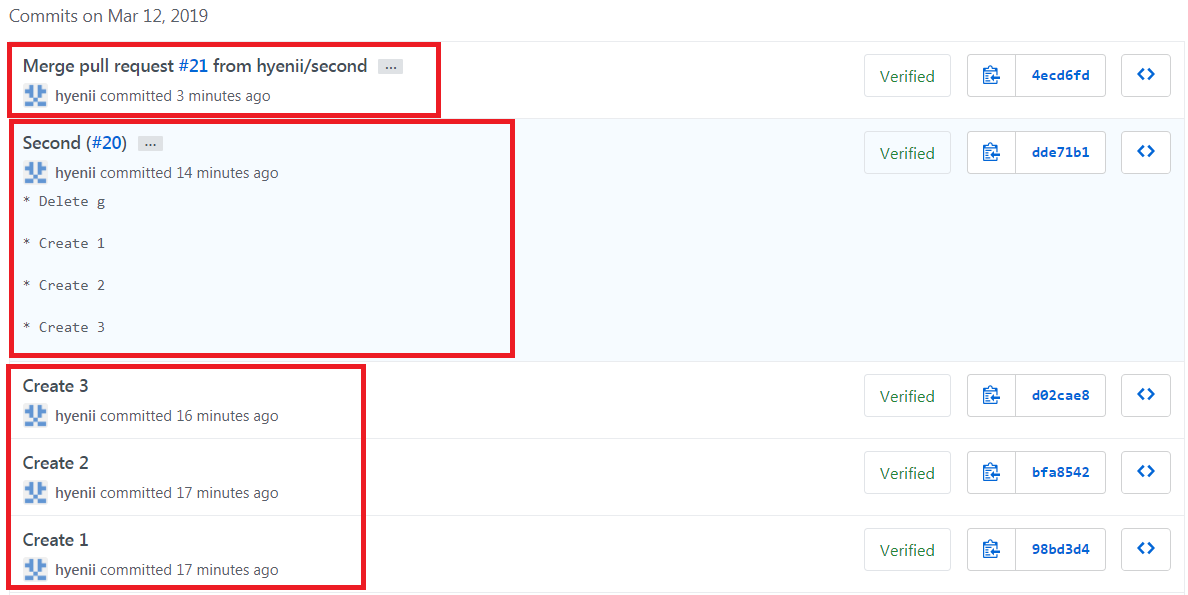 Commits on Mar 12, 2019
Merge pull request #21 from hyenii/second ...
Verified 4ecd6fd
hyenii committed 3 minutes ago
Second (#20) ...
Verified dde71b1
hyenii committed 14 minutes ago
* Delete g
* Create 1
* Create 2
* Create 3
Create 3
Verified d02cae8
hyenii committed 16 minutes ago
Create 2
Verified bfa8542
hyenii committed 17 minutes ago
Create 1
Verified 98bd3d4
hyenii committed 17 minutes ago